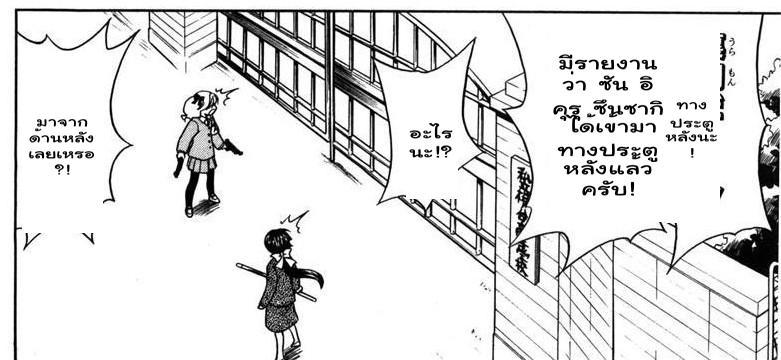 มีรายงาน
ว่า ซัน อิ
คุรุ ซึนซากิ
ได้เข้ามา
ทางประตู
หลังแล้ว
ครับ!
ทาง
ประตู
หลังนะ
!
うら
もん
อะไร
นะ!?
มาจาก
ด้านหลัง
เลยเหรอ
?!